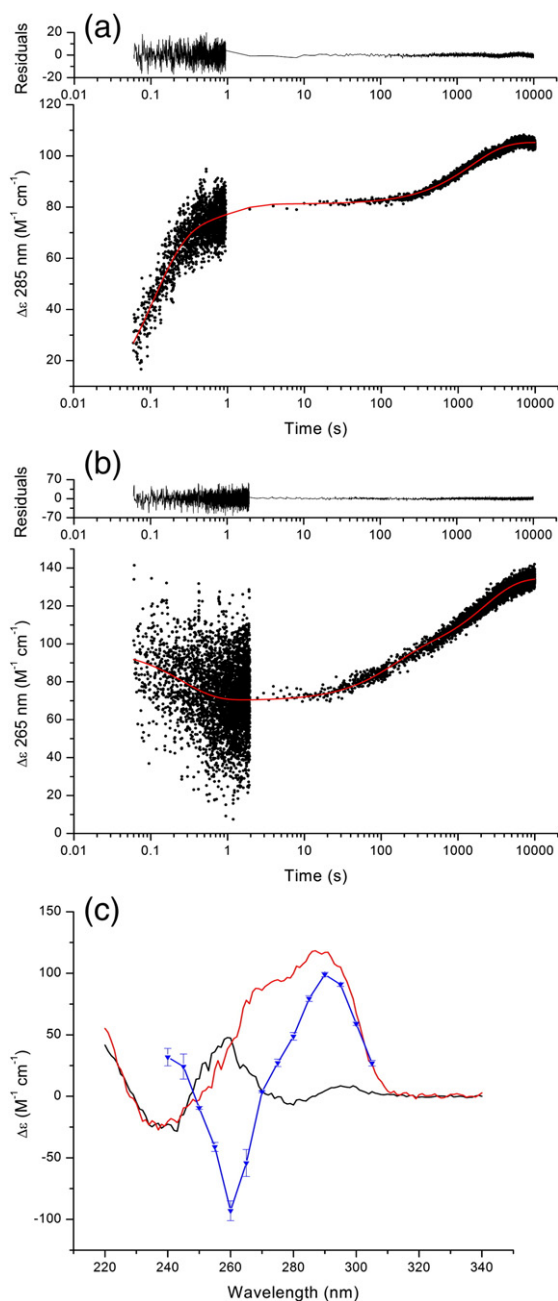 (a)
Residuals
20
0
-20
0.01 0.1 1 10 100 1000 10000
Δε 285 nm (M⁻¹ cm⁻¹)
120
100
80
60
40
20
0.01 0.1 1 10 100 1000 10000
Time (s)
(b)
Residuals
70
0
-70
0.01 0.1 1 10 100 1000 10000
Δε 265 nm (M⁻¹ cm⁻¹)
140
120
100
80
60
40
20
0
0.01 0.1 1 10 100 1000 10000
Time (s)
(c)
Δε (M⁻¹ cm⁻¹)
150
100
50
0
-50
-100
220 240 260 280 300 320 340
Wavelength (nm)